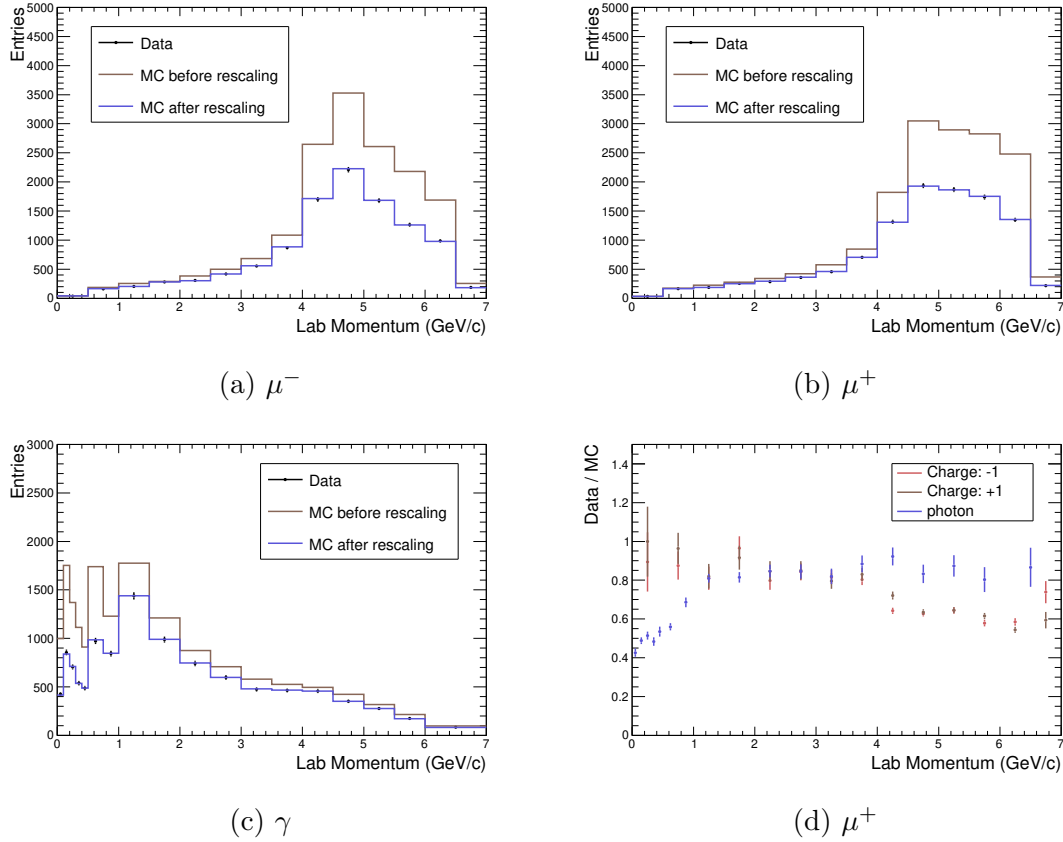 Entries
5000
4500
4000
3500
3000
2500
2000
1500
1000
500
0
Data
MC before rescaling
MC after rescaling
0 1 2 3 4 5 6 7
Lab Momentum (GeV/c)
(a) μ−
Entries
5000
4500
4000
3500
3000
2500
2000
1500
1000
500
0
Data
MC before rescaling
MC after rescaling
0 1 2 3 4 5 6 7
Lab Momentum (GeV/c)
(b) μ+
Entries
3000
2500
2000
1500
1000
500
0
Data
MC before rescaling
MC after rescaling
0 1 2 3 4 5 6 7
Lab Momentum (GeV/c)
(c) γ
Data / MC
1.4
1.2
1
0.8
0.6
0.4
0.2
0
Charge: -1
Charge: +1
photon
0 1 2 3 4 5 6 7
Lab Momentum (GeV/c)
(d) μ+